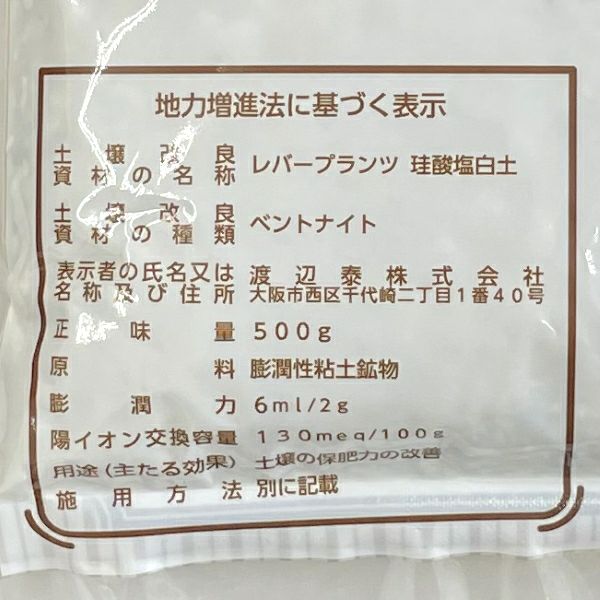 地力増進法に基づく表示
土壌改良
資材の名称 レバープランツ 珪酸塩白土
土壌改良
資材の種類 ベントナイト
表示者の氏名又は 渡辺泰株式会社
名称及び住所 大阪市西区千代崎二丁目1番40号
正味量 500g
原料 膨潤性粘土鉱物
膨潤力 6ml/2g
陽イオン交換容量 130meq/100g
用途(主たる効果) 土壌の保肥力の改善
施用方法 別に記載